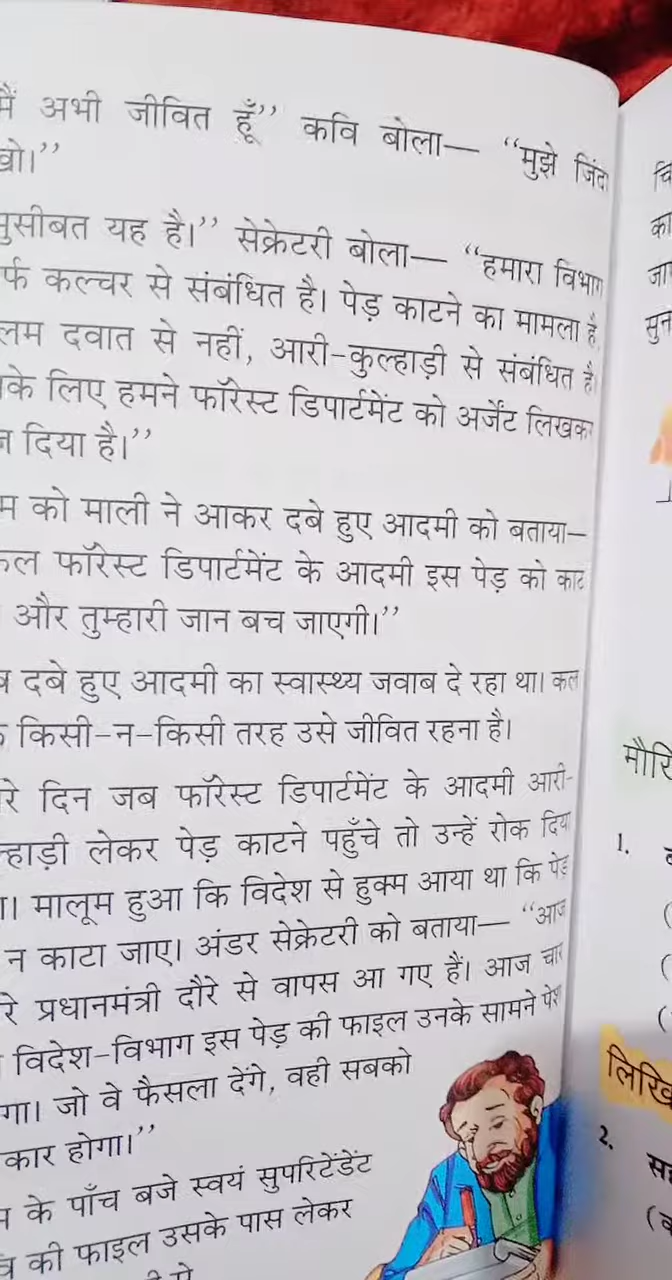 अभी जीवित हूँ” कवि बोला— “मुझे जिंदा
यह है।” सेक्रेटरी बोला— “हमारा विभाग
कल्चर से संबंधित है। पेड़ काटने का मामला है,
दवात से नहीं, आरी-कुल्हाड़ी से संबंधित है।
के लिए हमने फॉरेस्ट डिपार्टमेंट को अर्जेंट लिखकर
दिया है।”
को माली ने आकर दबे हुए आदमी को बताया—
फॉरेस्ट डिपार्टमेंट के आदमी इस पेड़ को काट
और तुम्हारी जान बच जाएगी।”
दबे हुए आदमी का स्वास्थ्य जवाब दे रहा था। कल
किसी-न-किसी तरह उसे जीवित रहना है।
दिन जब फॉरेस्ट डिपार्टमेंट के आदमी आरी-
लेकर पेड़ काटने पहुँचे तो उन्हें रोक दिया
मालूम हुआ कि विदेश से हुक्म आया था कि पेड़
न काटा जाए। अंडर सेक्रेटरी को बताया— “आज
प्रधानमंत्री दौरे से वापस आ गए हैं। आज चार
विदेश-विभाग इस पेड़ की फाइल उनके सामने पेश
जो वे फैसला देंगे, वही सबको
होगा।”
के पाँच बजे स्वयं सुपरिटेंडेंट
की फाइल उसके पास लेकर
1.
2.